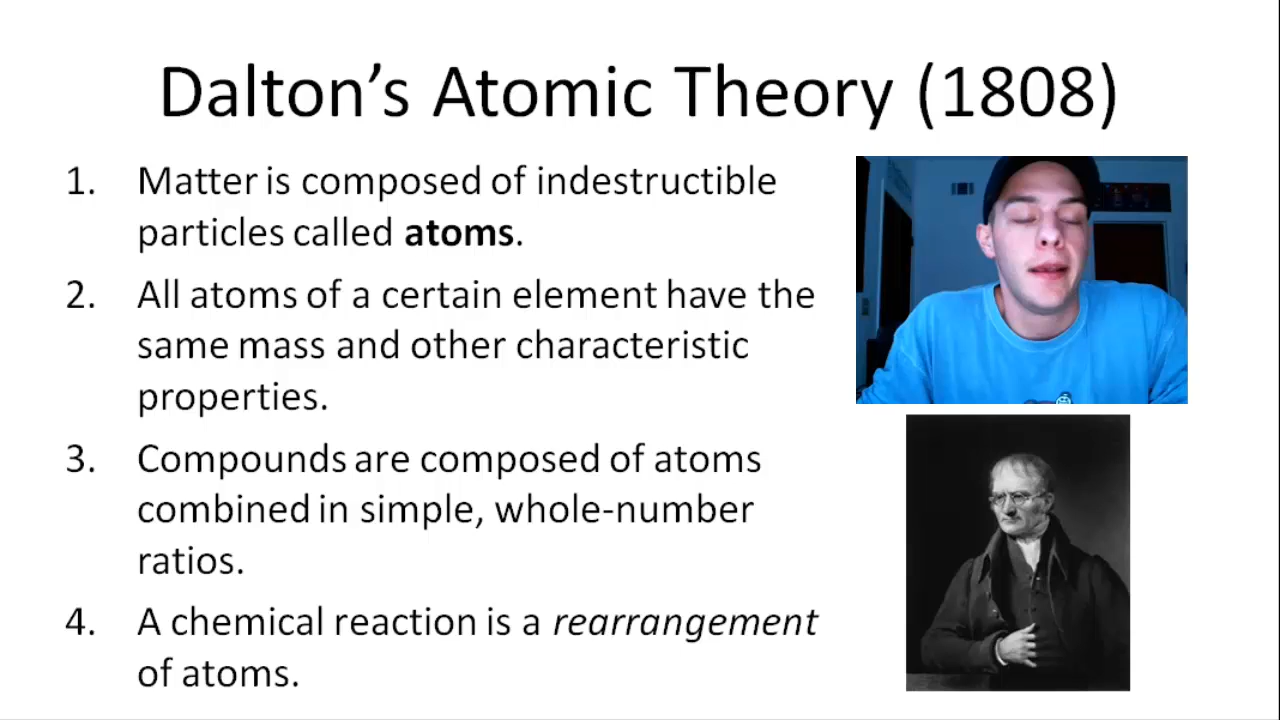 Dalton’s Atomic Theory (1808)
1. Matter is composed of indestructible
particles called atoms.
2. All atoms of a certain element have the
same mass and other characteristic
properties.
3. Compounds are composed of atoms
combined in simple, whole-number
ratios.
4. A chemical reaction is a rearrangement
of atoms.